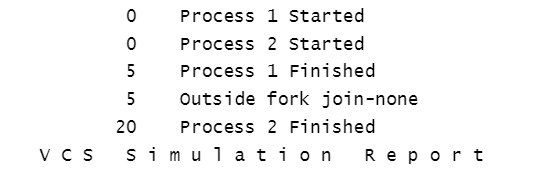 0 Process 1 Started
0 Process 2 Started
5 Process 1 Finished
5 Outside fork join-none
20 Process 2 Finished
V C S S i m u l a t i o n R e p o r t